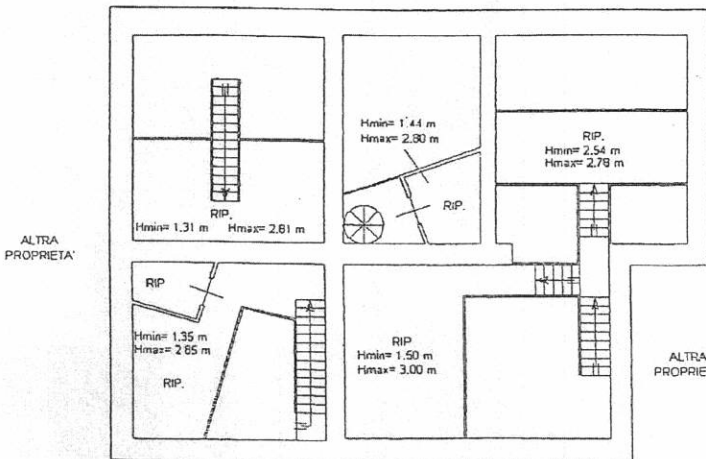 Hmin= 1.44 m
Hmax= 2.80 m
RIP.
Hmin= 2.54 m
Hmax= 2.78 m
RIP.
RIP.
Hmin= 1.31 m Hmax= 2.81 m
ALTRA
PROPRIETA'
RIP
Hmin= 1.35 m
Hmax= 2.85 m
RIP.
RIP
Hmin= 1.50 m
Hmax= 3.00 m
ALTRA
PROPRIE